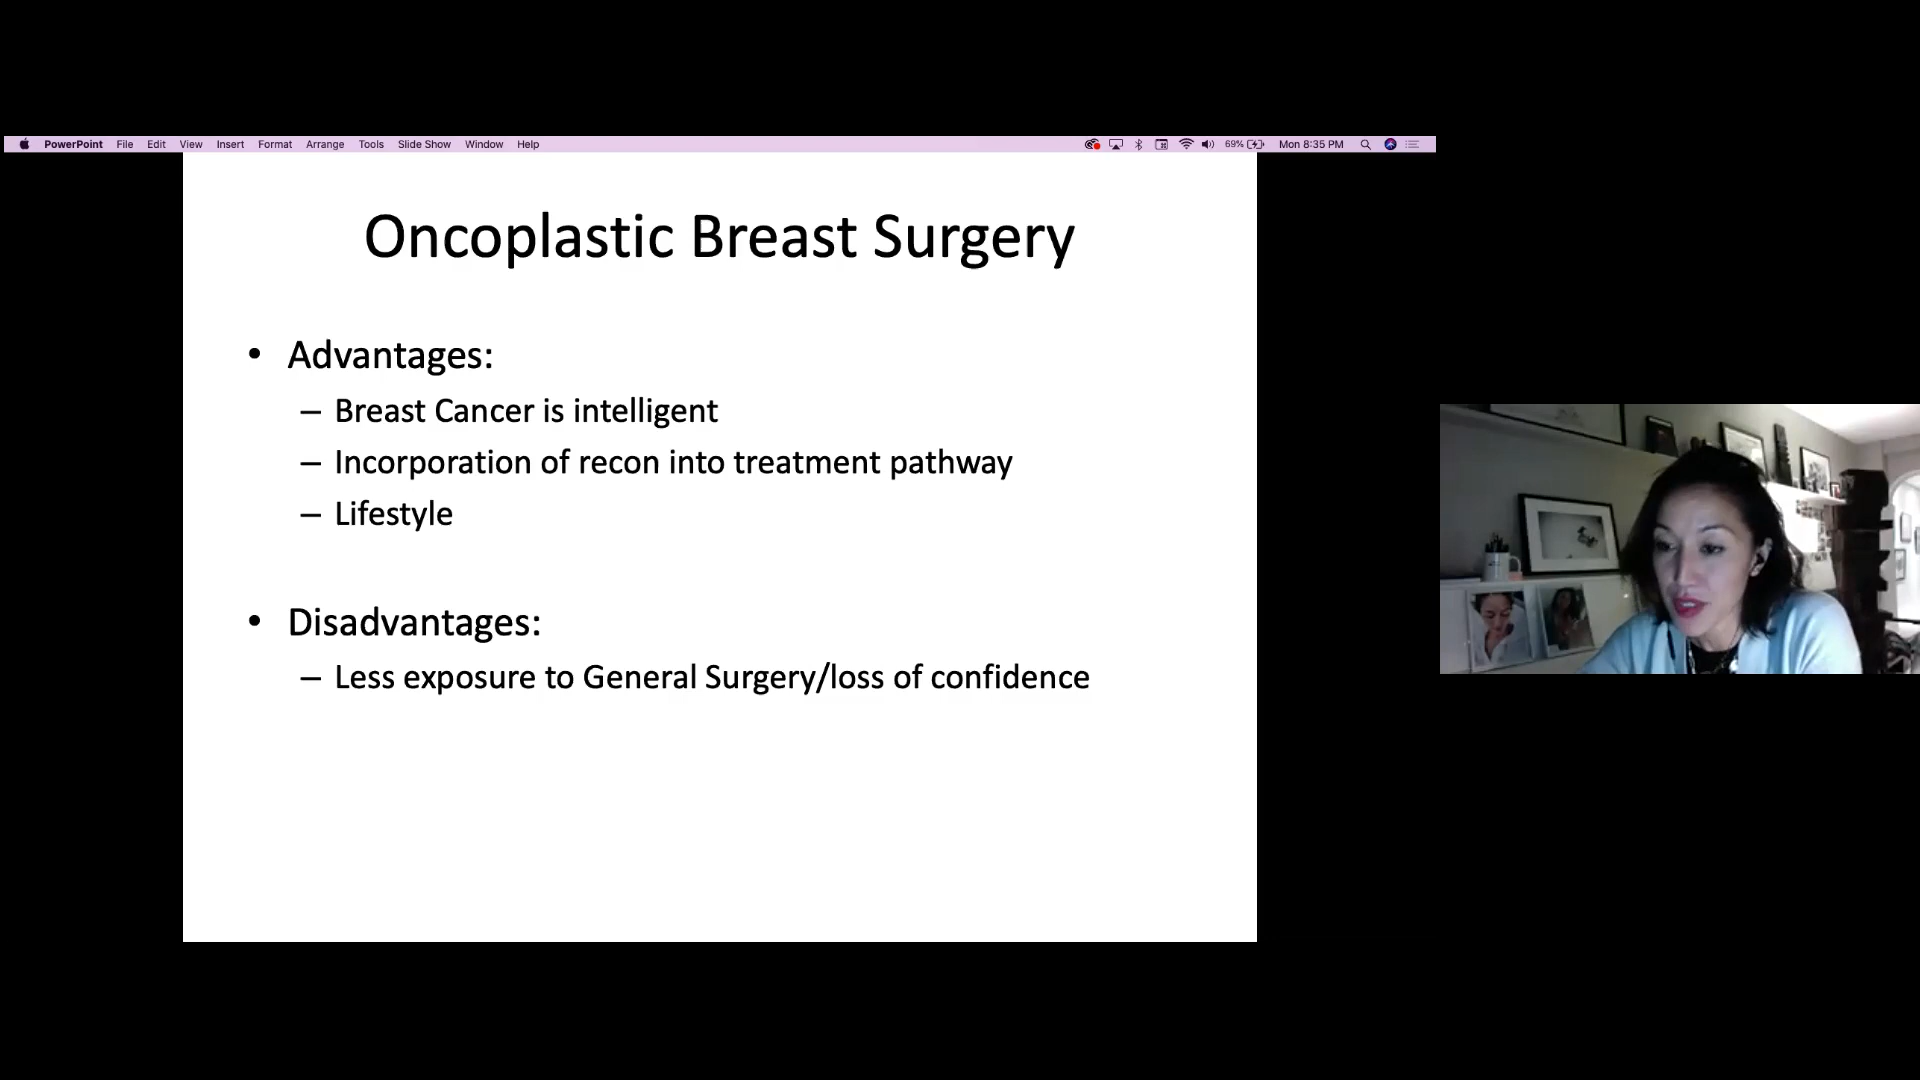 PowerPoint File Edit View Insert Format Arrange Tools Slide Show Window Help 69% Mon 8:35 PM
Oncoplastic Breast Surgery
• Advantages:
– Breast Cancer is intelligent
– Incorporation of recon into treatment pathway
– Lifestyle
• Disadvantages:
– Less exposure to General Surgery/loss of confidence